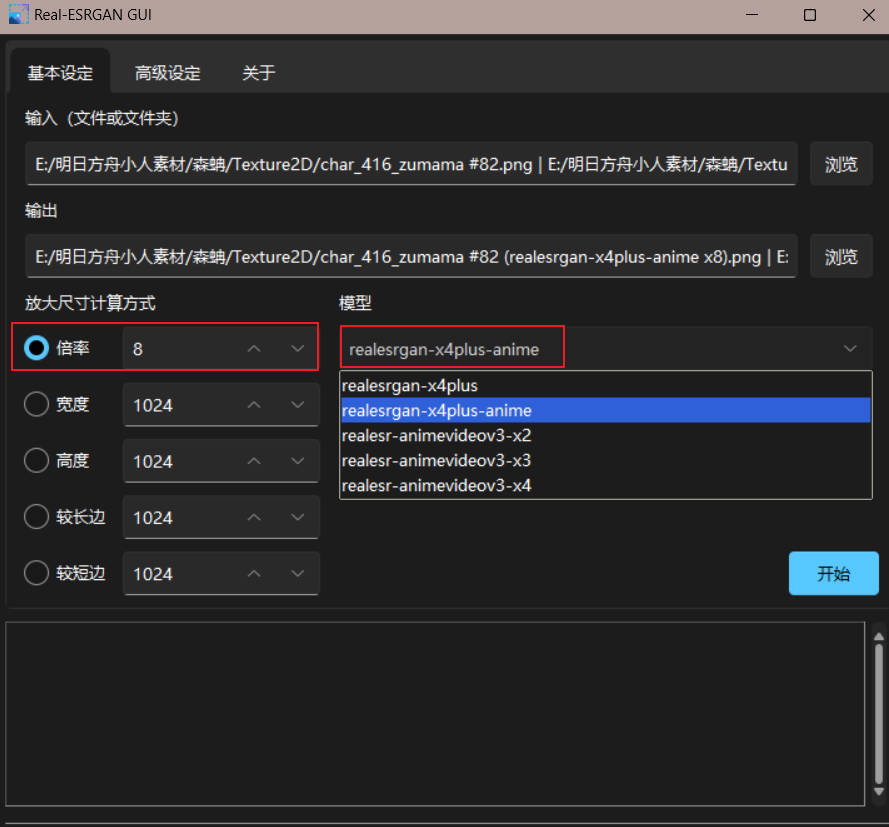 Real-ESRGAN GUI
基本设定 高级设定 关于
输入（文件或文件夹）
E:/明日方舟小人素材/森蚺/Texture2D/char_416_zumama #82.png | E:/明日方舟小人素材/森蚺/Textu 浏览
输出
E:/明日方舟小人素材/森蚺/Texture2D/char_416_zumama #82 (realesrgan-x4plus-anime x8).png | E: 浏览
放大尺寸计算方式 模型
倍率 8 realesrgan-x4plus-anime
realesrgan-x4plus
宽度 1024 realesrgan-x4plus-anime
realesr-animevideov3-x2
高度 1024 realesr-animevideov3-x3
realesr-animevideov3-x4
较长边 1024
较短边 1024 开始